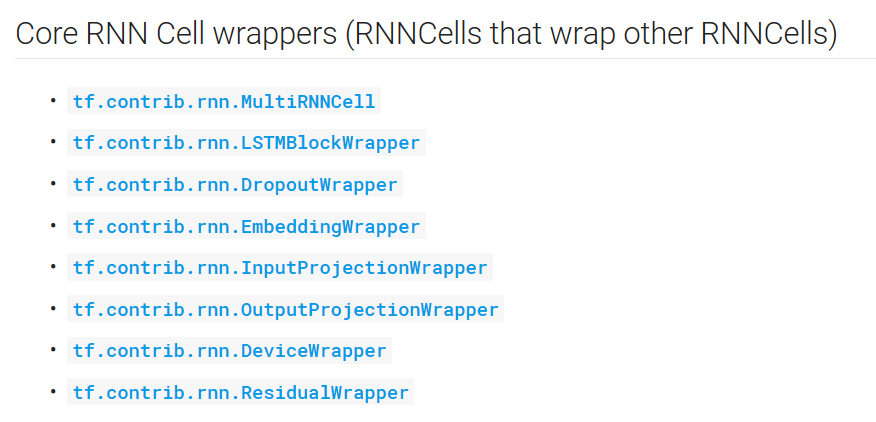 Core RNN Cell wrappers (RNNCells that wrap other RNNCells)
• tf.contrib.rnn.MultiRNNCell
• tf.contrib.rnn.LSTMBlockWrapper
• tf.contrib.rnn.DropoutWrapper
• tf.contrib.rnn.EmbeddingWrapper
• tf.contrib.rnn.InputProjectionWrapper
• tf.contrib.rnn.OutputProjectionWrapper
• tf.contrib.rnn.DeviceWrapper
• tf.contrib.rnn.ResidualWrapper